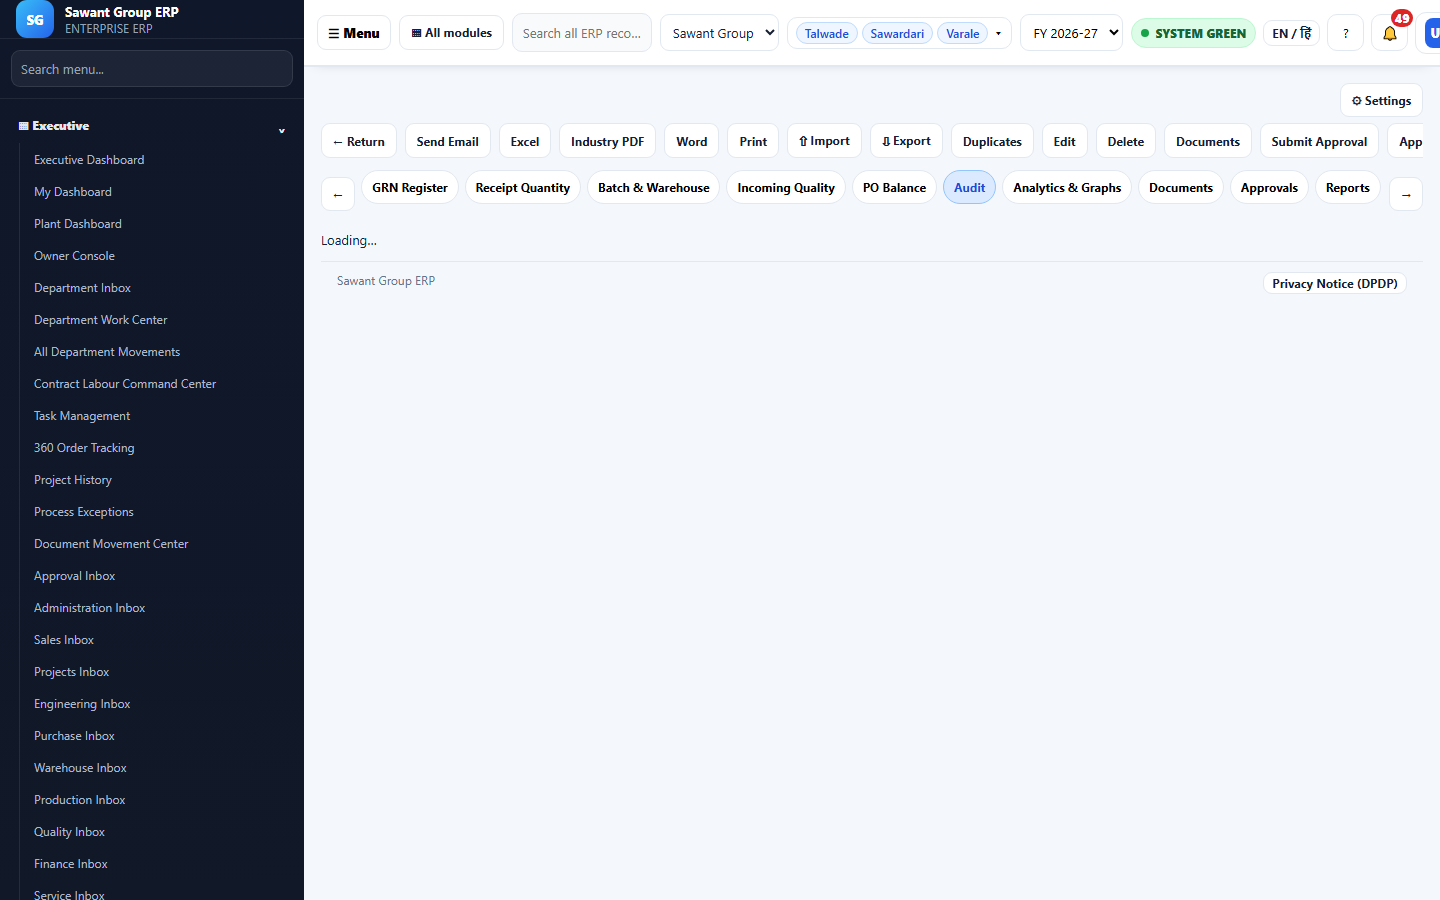 SG
Sawant Group ERP
ENTERPRISE ERP
Search menu...
Executive
Executive Dashboard
My Dashboard
Plant Dashboard
Owner Console
Department Inbox
Department Work Center
All Department Movements
Contract Labour Command Center
Task Management
360 Order Tracking
Project History
Process Exceptions
Document Movement Center
Approval Inbox
Administration Inbox
Sales Inbox
Projects Inbox
Engineering Inbox
Purchase Inbox
Warehouse Inbox
Production Inbox
Quality Inbox
Finance Inbox
Service Inbox
☰ Menu
All modules
Search all ERP reco...
Sawant Group
Talwade
Sawardari
Varale
FY 2026-27
SYSTEM GREEN
EN / हिं
?
49
U
⚙ Settings
← Return
Send Email
Excel
Industry PDF
Word
Print
⇧ Import
⇩ Export
Duplicates
Edit
Delete
Documents
Submit Approval
App
←
GRN Register
Receipt Quantity
Batch & Warehouse
Incoming Quality
PO Balance
Audit
Analytics & Graphs
Documents
Approvals
Reports
→
Loading...
Sawant Group ERP
Privacy Notice (DPDP)